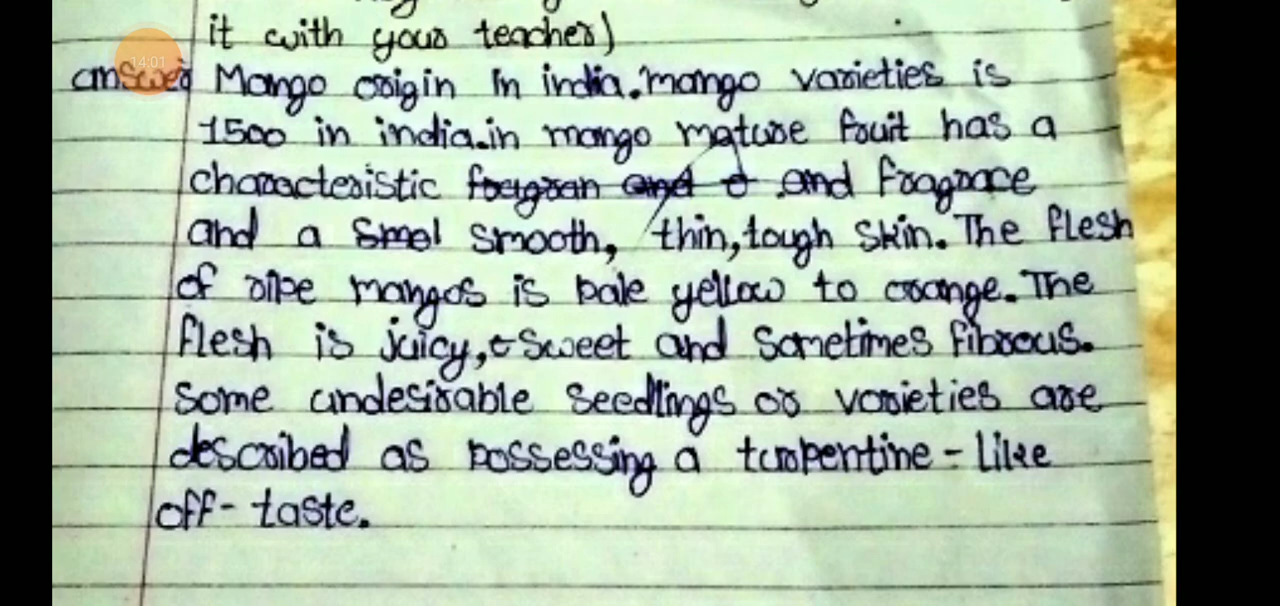 it with your teacher)
14:01
answer Mango origin in india.mango varieties is
1500 in india.in mango mature fruit has a
characteristic and fragrace
and a smooth, thin,tough skin. The flesh
of ripe mangos is pale yellow to orange. The
flesh is juicy, sweet and sometimes fibrous.
Some undesirable seedlings or varieties are
described as possessing a turpentine-like
off-taste.